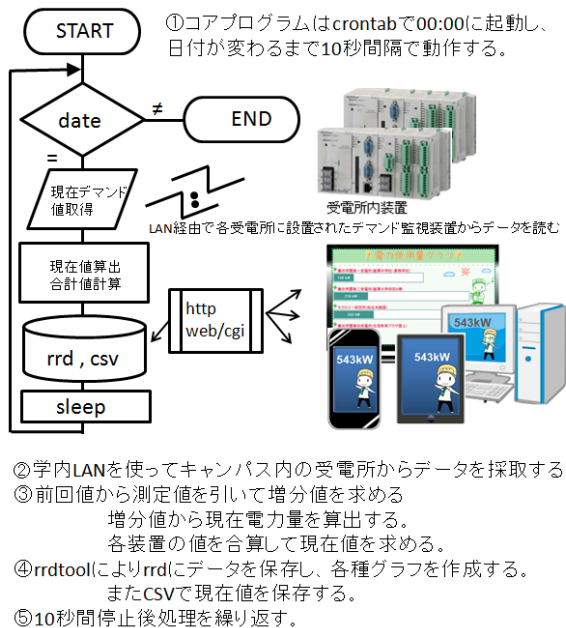 START
①コアプログラムはcrontabで00:00に起動し、
日付が変わるまで10秒間隔で動作する。
date
≠
END
=
現在デマンド
値取得
受電所内装置
LAN経由で各受電所に設置されたデマンド監視装置からデータを読む
現在値算出
合計値計算
http
web/cgi
電力使用量グラフ
543kW
543kW
543kW
rrd , csv
sleep
②学内LANを使ってキャンパス内の受電所からデータを採取する
③前回値から測定値を引いて増分値を求める
増分値から現在電力量を算出する。
各装置の値を合算して現在値を求める。
④rrdtoolによりrrdにデータを保存し、各種グラフを作成する。
またCSVで現在値を保存する。
⑤10秒間停止後処理を繰り返す。